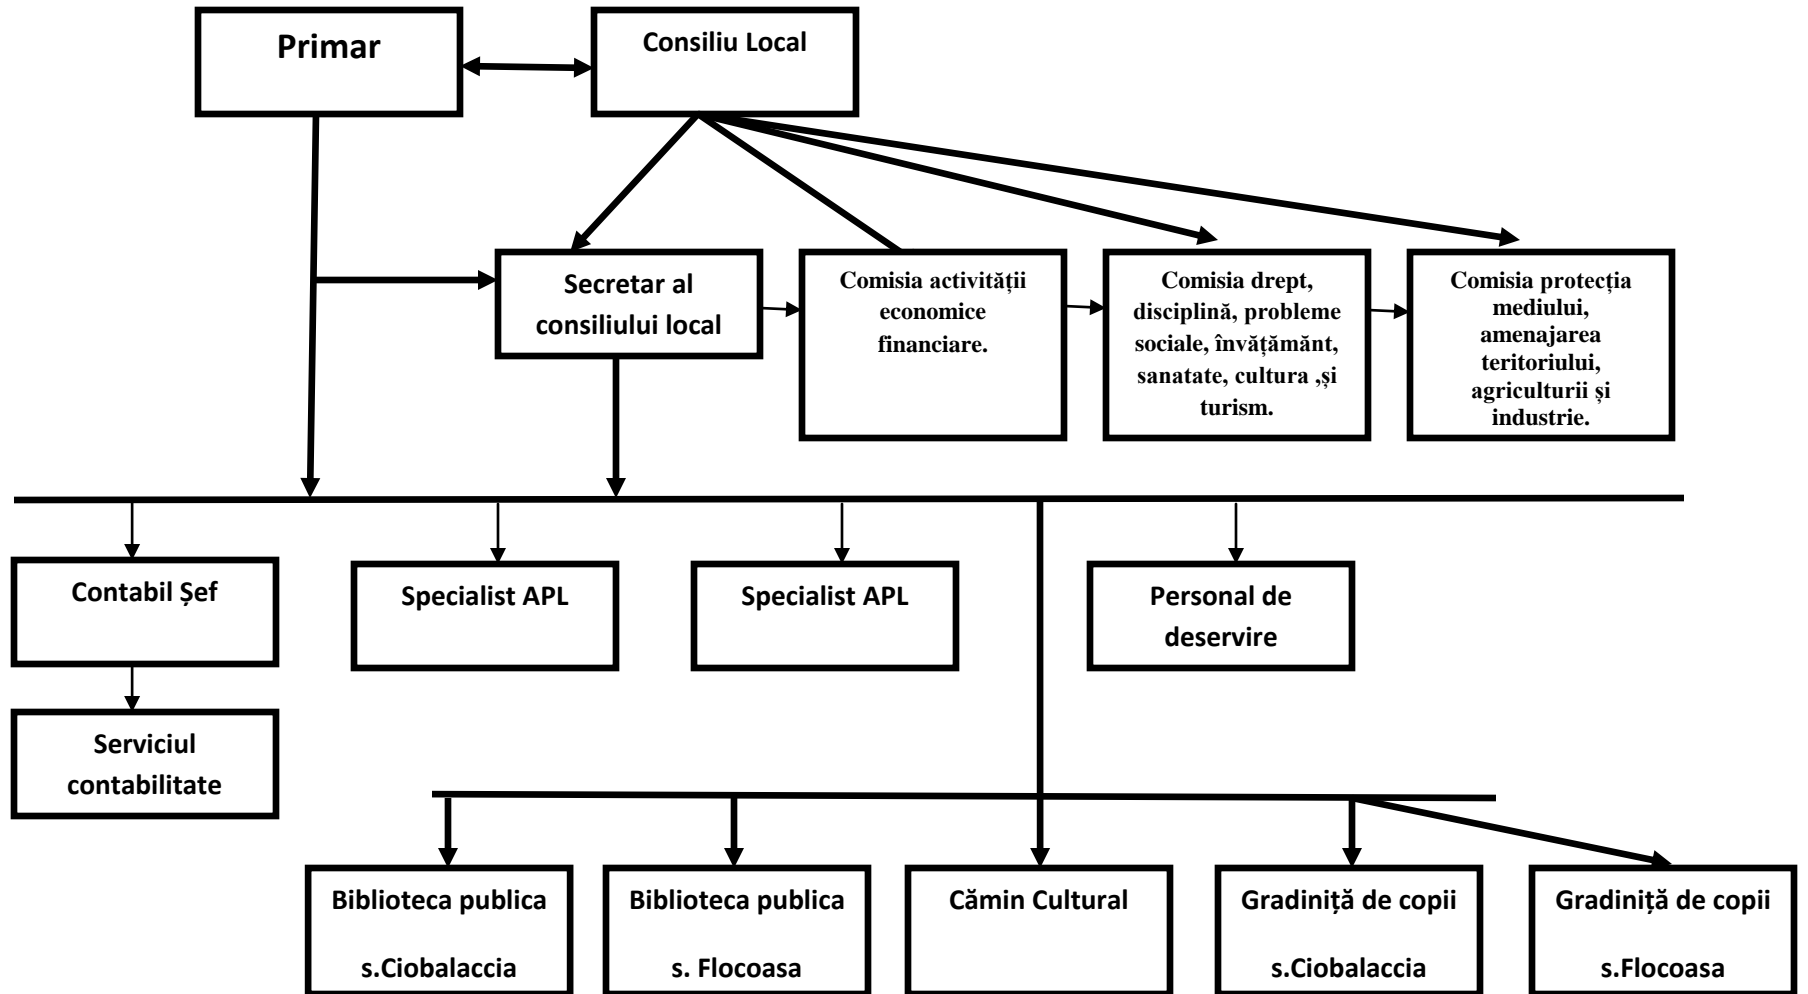 Primar
Consiliu Local
Secretar al
consiliului local
Comisia activității
economice
financiare.
Comisia drept,
disciplină, probleme
sociale, învățămănt,
sanatate, cultura ,și
turism.
Comisia protecția
mediului,
amenajarea
teritoriului,
agriculturii și
industrie.
Contabil Șef
Specialist APL
Specialist APL
Personal de
deservire
Serviciul
contabilitate
Biblioteca publica
s.Ciobalaccia
Biblioteca publica
s. Flocoasa
Cămin Cultural
Gradiniță de copii
s.Ciobalaccia
Gradiniță de copii
s.Flocoasa